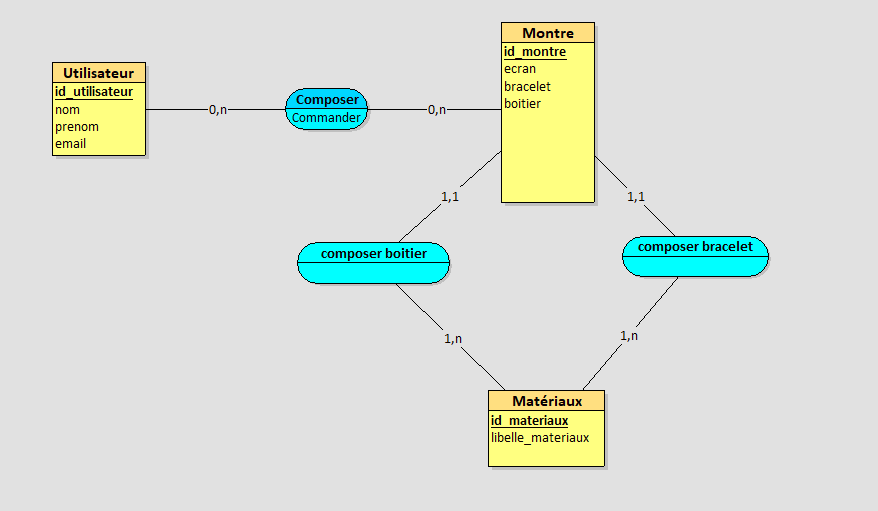 Montre
id_montre
ecran
bracelet
boitier
Utilisateur
id_utilisateur
nom
prenom
email
0,n
Composer
Commander
0,n
1,1
1,1
composer boitier
composer bracelet
1,n
1,n
Matériaux
id_materiaux
libelle_materiaux